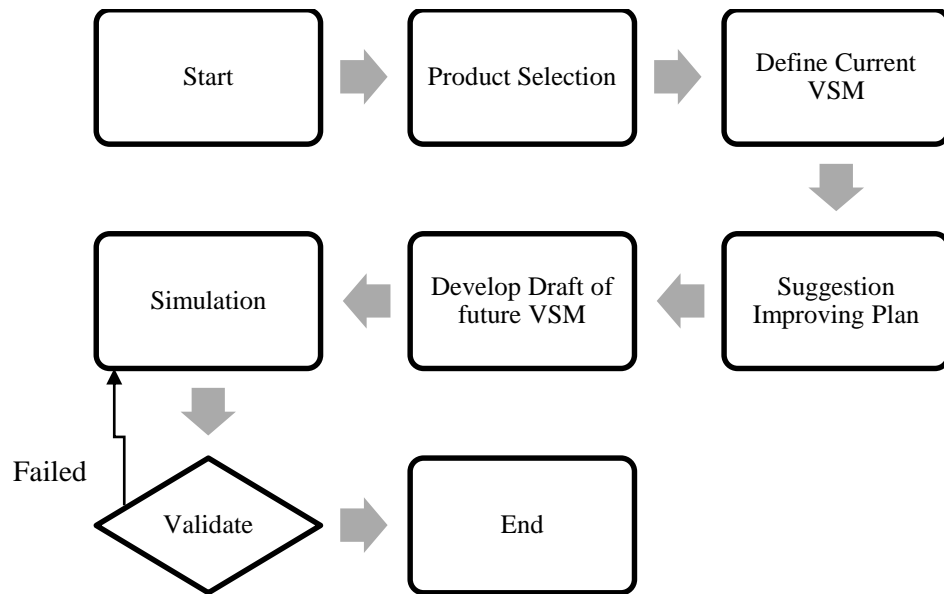 Start
Product Selection
Define Current
VSM
Suggestion
Improving Plan
Develop Draft of
future VSM
Simulation
Failed
Validate
End